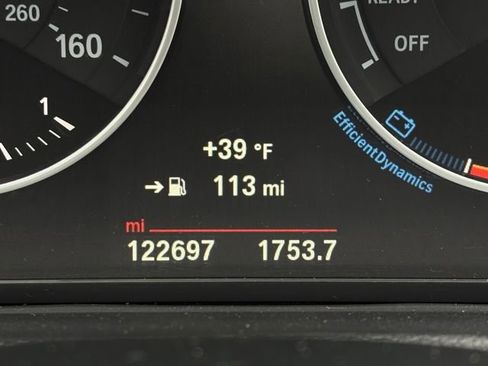 260
160
1
READY
OFF
EfficientDynamics
+39 °F
113 mi
mi
122697 1753.7